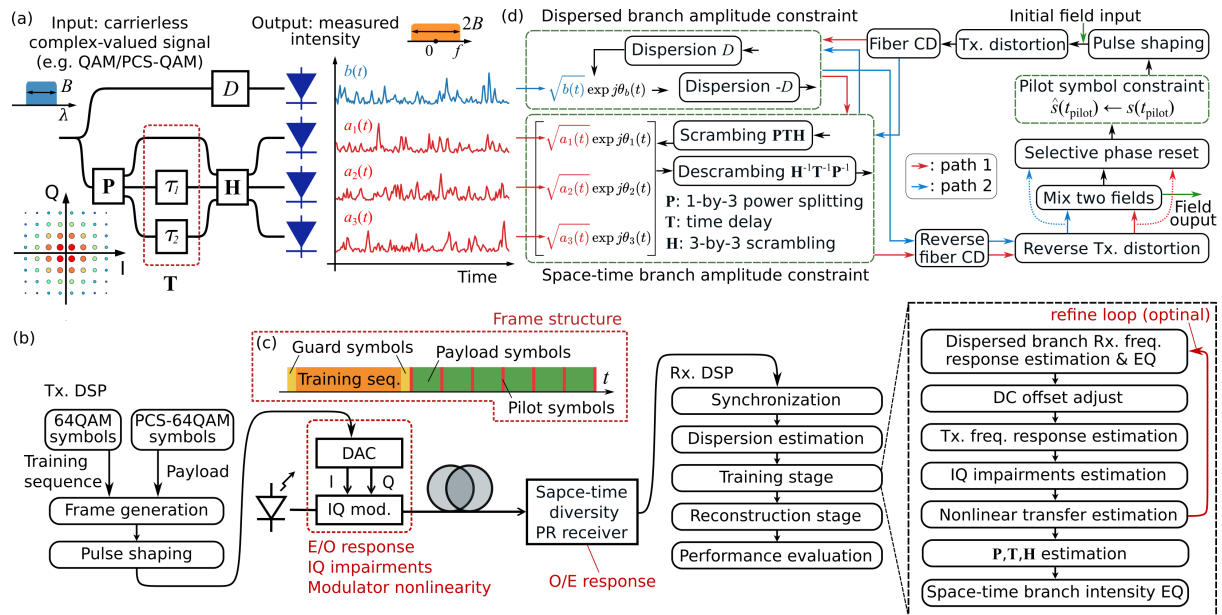 (a)
Input: carrierless
complex-valued signal
(e.g. QAM/PCS-QAM)
B
λ
Output: measured
intensity
2B
0
f
D
P
τ1
τ2
H
T
Q
I
b(t)
a1(t)
a2(t)
a3(t)
Time
(d)
Dispersed branch amplitude constraint
Dispersion D
√b(t) exp jθb(t)
Dispersion -D
√a1(t) exp jθ1(t)
√a2(t) exp jθ2(t)
√a3(t) exp jθ3(t)
Scrambing PTH
Descrambing H-1T-1P-1
P: 1-by-3 power splitting
T: time delay
H: 3-by-3 scrambling
Space-time branch amplitude constraint
Initial field input
Fiber CD
Tx. distortion
Pulse shaping
Pilot symbol constraint
ŝ(tpilot) ← s(tpilot)
Selective phase reset
: path 1
: path 2
Mix two fields
Field
ouput
Reverse
fiber CD
Reverse Tx. distortion
(b)
Tx. DSP
64QAM
symbols
PCS-64QAM
symbols
Training
sequence
Payload
Frame generation
Pulse shaping
Frame structure
(c)
Guard symbols
Payload symbols
Training seq.
t
Pilot symbols
DAC
I
Q
IQ mod.
E/O response
IQ impairments
Modulator nonlinearity
Sapce-time
diversity
PR receiver
O/E response
Rx. DSP
Synchronization
Dispersion estimation
Training stage
Reconstruction stage
Performance evaluation
refine loop (optinal)
Dispersed branch Rx. freq.
response estimation & EQ
DC offset adjust
Tx. freq. response estimation
IQ impairments estimation
Nonlinear transfer estimation
P,T,H estimation
Space-time branch intensity EQ